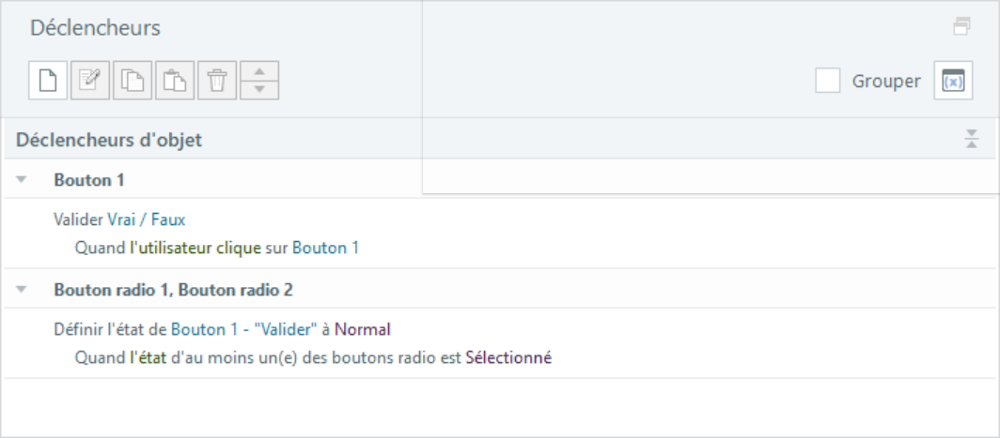 Déclencheurs
Grouper
(x)
Déclencheurs d'objet
Bouton 1
Valider Vrai / Faux
Quand l'utilisateur clique sur Bouton 1
Bouton radio 1, Bouton radio 2
Définir l'état de Bouton 1 - "Valider" à Normal
Quand l'état d'au moins un(e) des boutons radio est Sélectionné